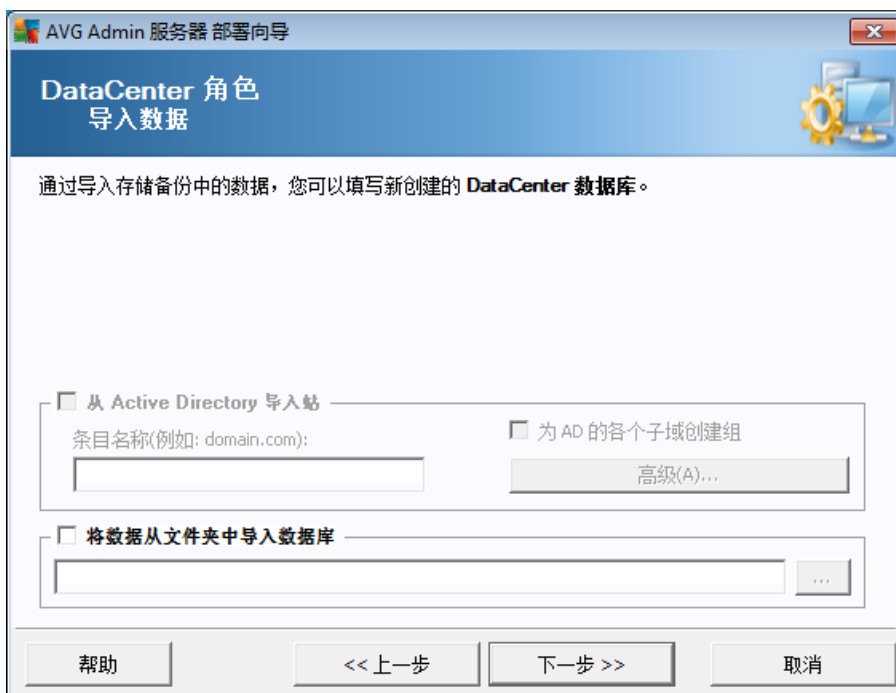 AVG Admin 服务器 部署向导
DataCenter 角色
导入数据
通过导入存储备份中的数据，您可以填写新创建的 DataCenter 数据库。
从 Active Directory 导入站
条目名称(例如: domain.com):
为 AD 的各个子域创建组
高级(A)...
将数据从文件夹中导入数据库
...
帮助
<< 上一步
下一步 >>
取消